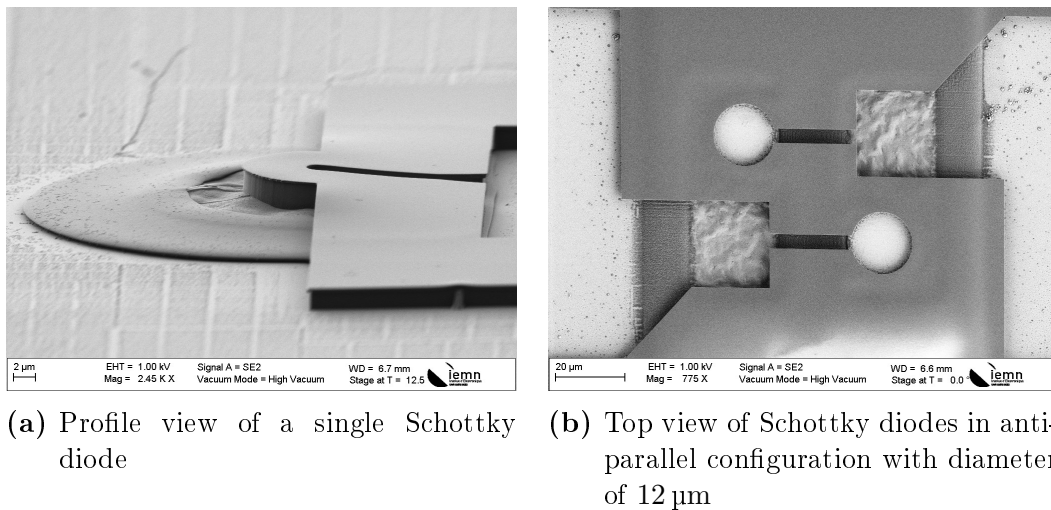 2 µm
EHT = 1.00 kV
Mag = 2.45 K X
Signal A = SE2
Vacuum Mode = High Vacuum
WD = 6.7 mm
Stage at T = 12.5
iemn
20 µm
EHT = 1.00 kV
Mag = 775 X
Signal A = SE2
Vacuum Mode = High Vacuum
WD = 6.6 mm
Stage at T = 0.0 °
iemn
(a) Profile view of a single Schottky
diode
(b) Top view of Schottky diodes in anti-
parallel configuration with diameter
of 12 µm